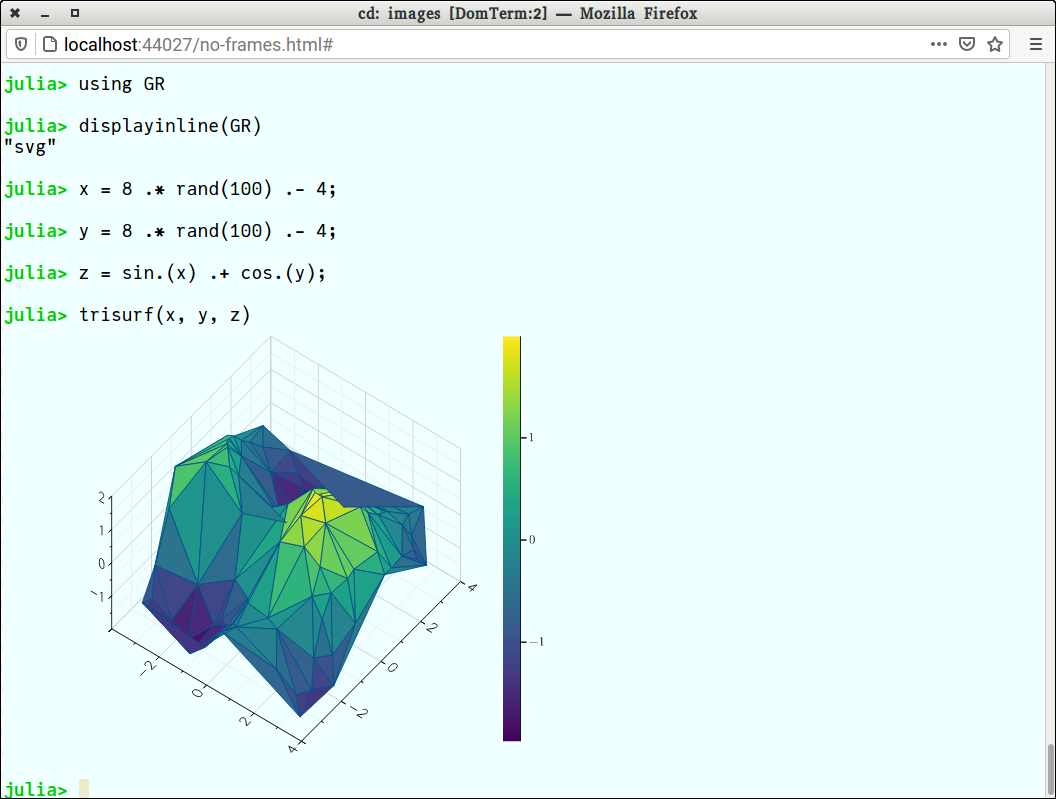 cd: images [DomTerm:2] — Mozilla Firefox
localhost:44027/no-frames.html#
julia> using GR
julia> displayinline(GR)
"svg"
julia> x = 8 .* rand(100) .- 4;
julia> y = 8 .* rand(100) .- 4;
julia> z = sin.(x) .+ cos.(y);
julia> trisurf(x, y, z)
2
1
0
−1
−2
0
2
4
−2
0
2
4
1
0
−1
julia>